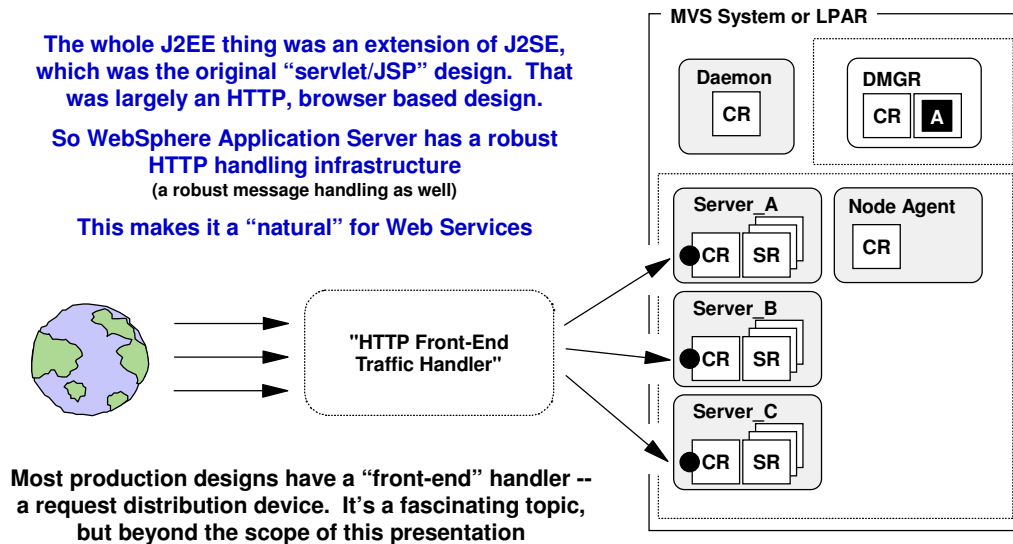 The whole J2EE thing was an extension of J2SE,
which was the original “servlet/JSP” design. That
was largely an HTTP, browser based design.
So WebSphere Application Server has a robust
HTTP handling infrastructure
(a robust message handling as well)
This makes it a “natural” for Web Services
"HTTP Front-End
Traffic Handler"
Most production designs have a “front-end” handler --
a request distribution device. It's a fascinating topic,
but beyond the scope of this presentation
MVS System or LPAR
Daemon
CR
DMGR
CR A
Server_A
CR SR
Node Agent
CR
Server_B
CR SR
Server_C
CR SR